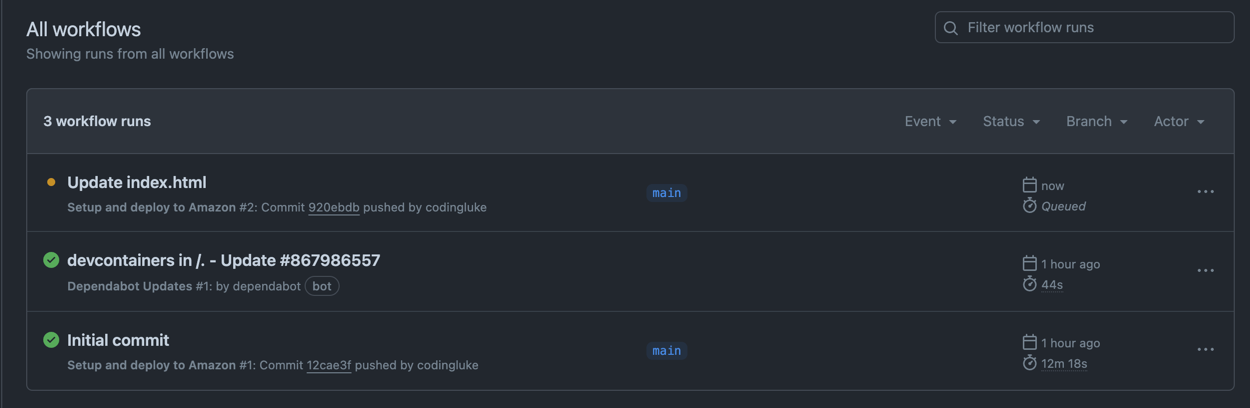 All workflows
Showing runs from all workflows
Filter workflow runs
3 workflow runs
Event
Status
Branch
Actor
Update index.html
Setup and deploy to Amazon #2: Commit 920ebdb pushed by codingluke
main
now
Queued
devcontainers in /. - Update #867986557
Dependabot Updates #1: by dependabot bot
1 hour ago
44s
Initial commit
Setup and deploy to Amazon #1: Commit 12cae3f pushed by codingluke
main
1 hour ago
12m 18s